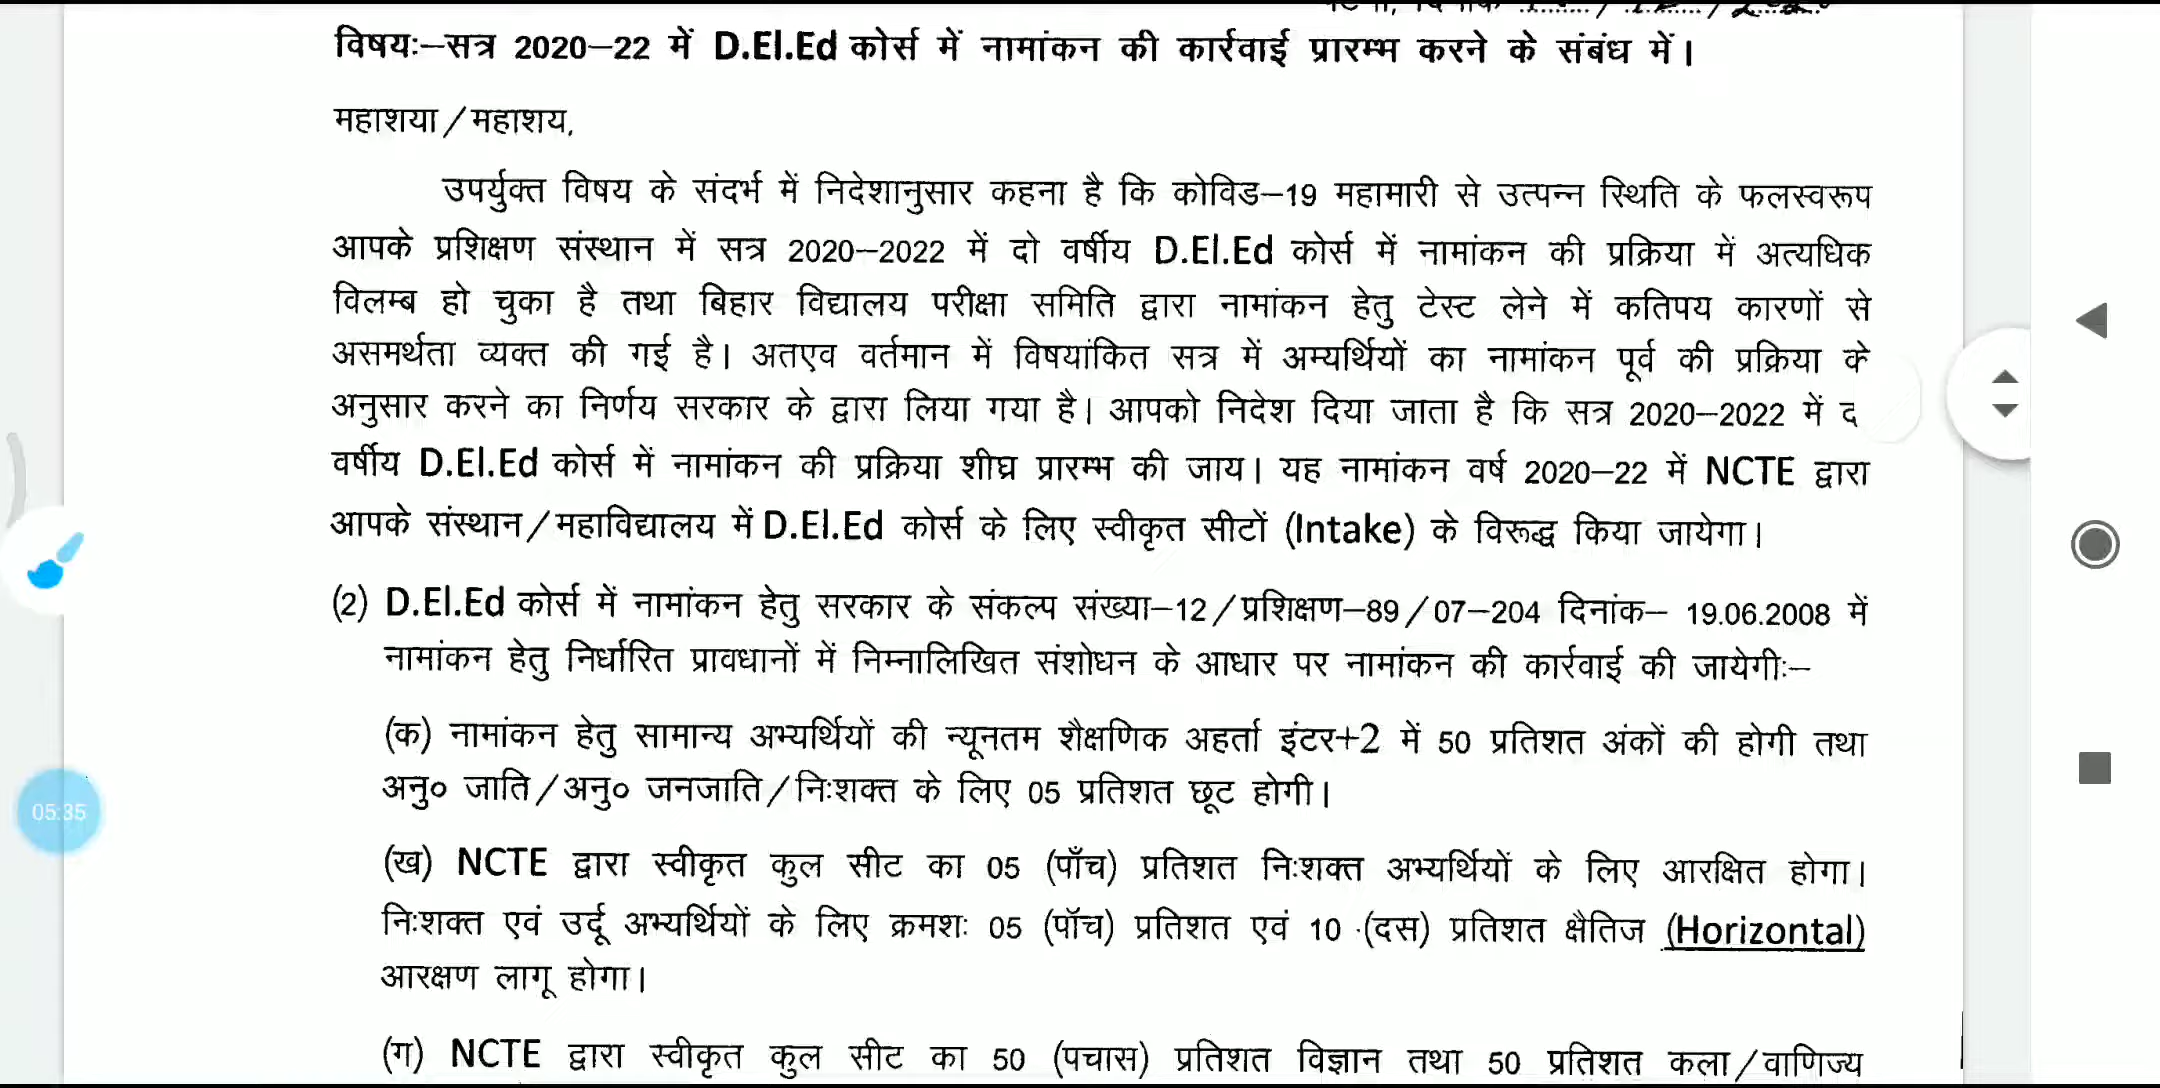 विषयः–सत्र 2020–22 में D.El.Ed कोर्स में नामांकन की कार्रवाई प्रारम्भ करने के संबंध में।
महाशया/महाशय,
उपर्युक्त विषय के संदर्भ में निदेशानुसार कहना है कि कोविड–19 महामारी से उत्पन्न स्थिति के फलस्वरूप
आपके प्रशिक्षण संस्थान में सत्र 2020–2022 में दो वर्षीय D.El.Ed कोर्स में नामांकन की प्रक्रिया में अत्यधिक
विलम्ब हो चुका है तथा बिहार विद्यालय परीक्षा समिति द्वारा नामांकन हेतु टेस्ट लेने में कतिपय कारणों से
असमर्थता व्यक्त की गई है। अतएव वर्तमान में विषयांकित सत्र में अभ्यर्थियों का नामांकन पूर्व की प्रक्रिया के
अनुसार करने का निर्णय सरकार के द्वारा लिया गया है। आपको निदेश दिया जाता है कि सत्र 2020–2022 में द
वर्षीय D.El.Ed कोर्स में नामांकन की प्रक्रिया शीघ्र प्रारम्भ की जाय। यह नामांकन वर्ष 2020–22 में NCTE द्वारा
आपके संस्थान/महाविद्यालय में D.El.Ed कोर्स के लिए स्वीकृत सीटों (Intake) के विरूद्ध किया जायेगा।
(2) D.El.Ed कोर्स में नामांकन हेतु सरकार के संकल्प संख्या–12/प्रशिक्षण–89/07–204 दिनांक– 19.06.2008 में
नामांकन हेतु निर्धारित प्रावधानों में निम्नालिखित संशोधन के आधार पर नामांकन की कार्रवाई की जायेगीः–
(क) नामांकन हेतु सामान्य अभ्यर्थियों की न्यूनतम शैक्षणिक अहर्ता इंटर+2 में 50 प्रतिशत अंकों की होगी तथा
अनु० जाति/अनु० जनजाति/निःशक्त के लिए 05 प्रतिशत छूट होगी।
(ख) NCTE द्वारा स्वीकृत कुल सीट का 05 (पाँच) प्रतिशत निःशक्त अभ्यर्थियों के लिए आरक्षित होगा।
निःशक्त एवं उर्दू अभ्यर्थियों के लिए क्रमशः 05 (पॉच) प्रतिशत एवं 10 (दस) प्रतिशत क्षैतिज (Horizontal)
आरक्षण लागू होगा।
(ग) NCTE द्वारा स्वीकृत कुल सीट का 50 (पचास) प्रतिशत विज्ञान तथा 50 प्रतिशत कला/वाणिज्य
05:35